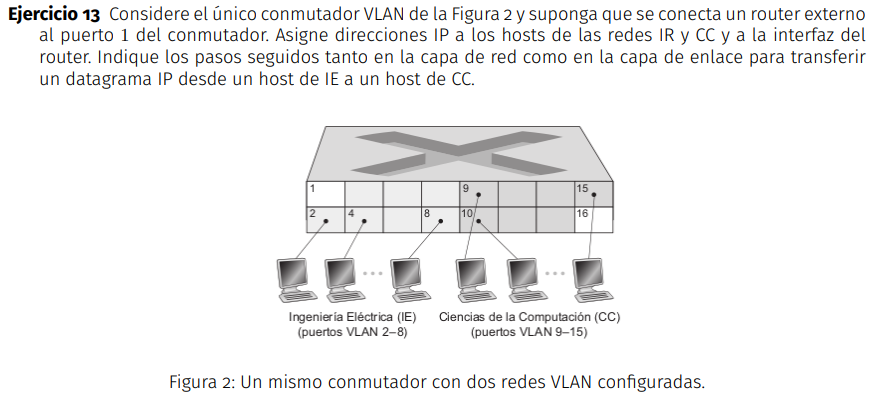 Ejercicio 13 Considere el único conmutador VLAN de la Figura 2 y suponga que se conecta un router externo
al puerto 1 del conmutador. Asigne direcciones IP a los hosts de las redes IR y CC y a la interfaz del
router. Indique los pasos seguidos tanto en la capa de red como en la capa de enlace para transferir
un datagrama IP desde un host de IE a un host de CC.
1 9 15
2 4 8 10 16
Ingeniería Eléctrica (IE) Ciencias de la Computación (CC)
(puertos VLAN 2–8) (puertos VLAN 9–15)
Figura 2: Un mismo conmutador con dos redes VLAN configuradas.